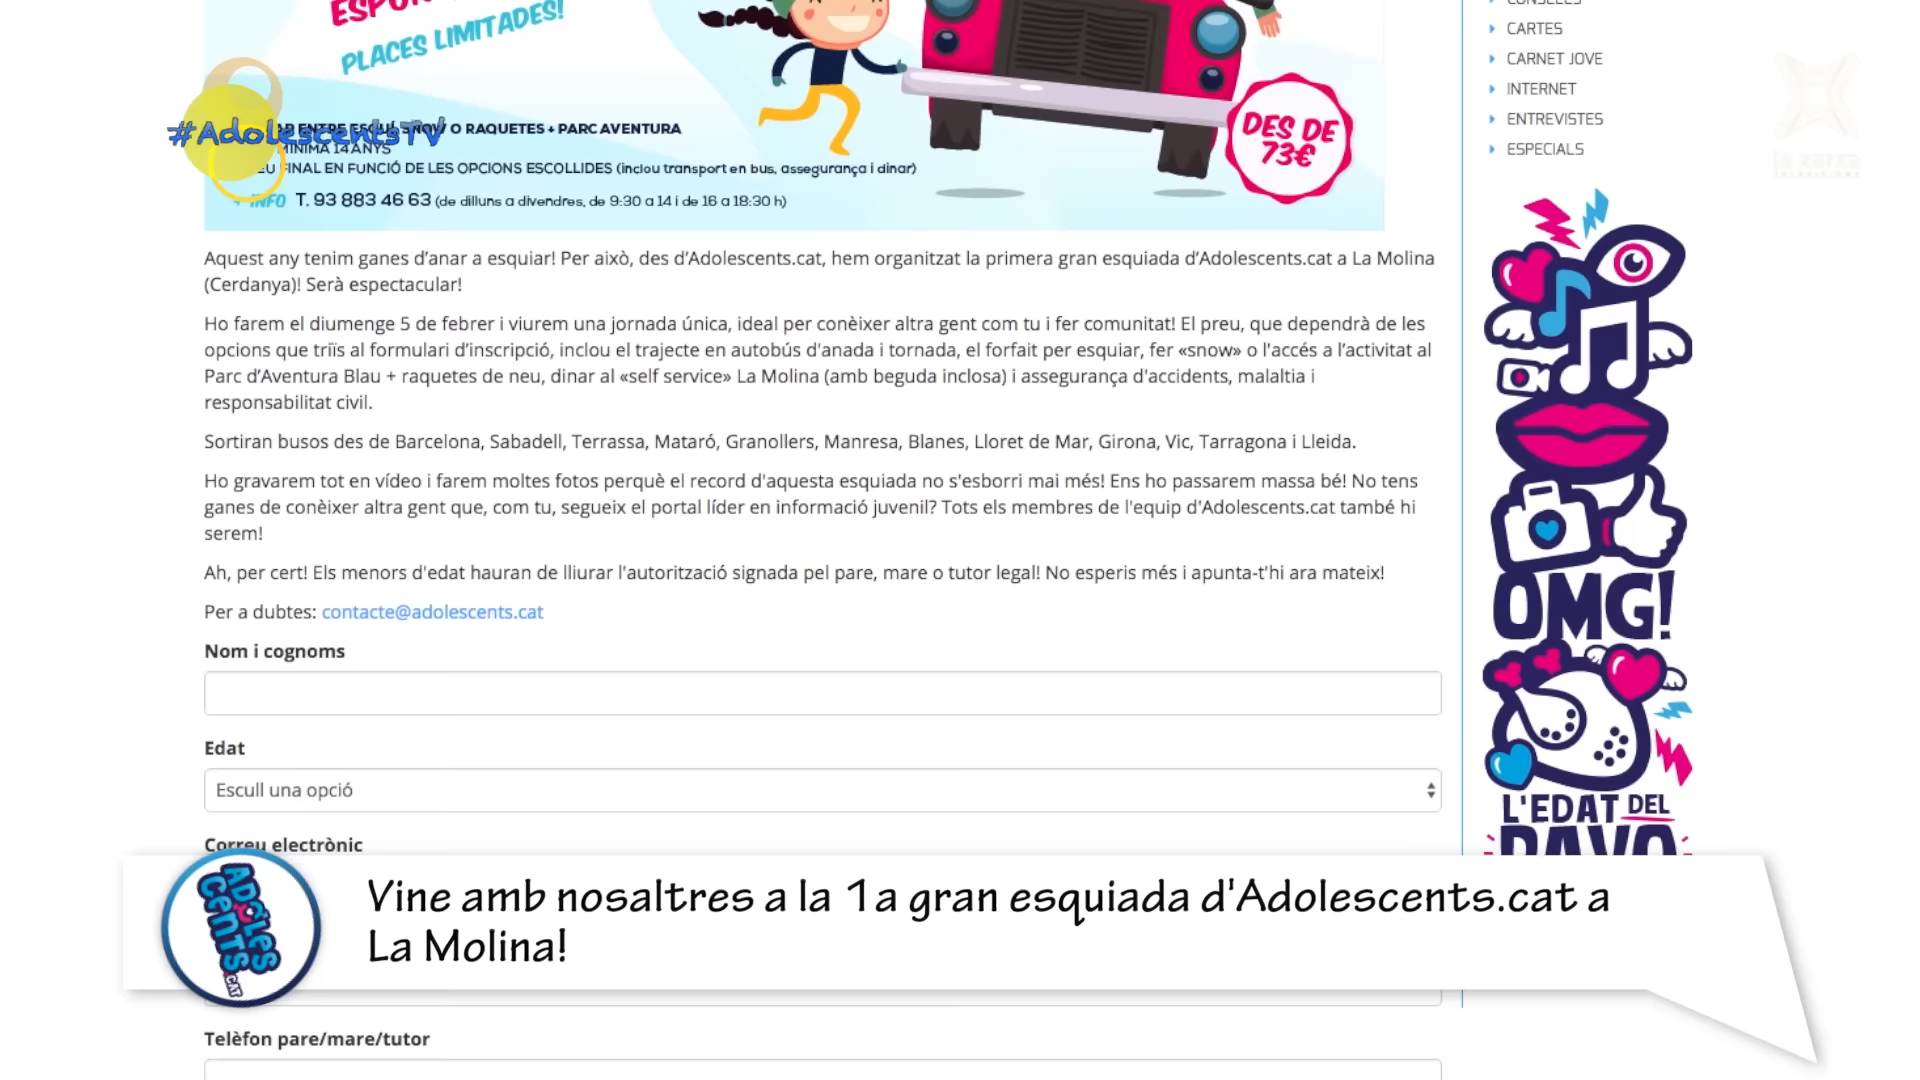 PLACES LIMITADES!
DES DE
73€
#AdolescentsTV
ENTRE ESQUÍ, SNOW O RAQUETES + PARC AVENTURA
MÍNIMA 14 ANYS
FINAL EN FUNCIÓ DE LES OPCIONS ESCOLLIDES (inclou transport en bus, assegurança i dinar)
+ INFO T. 93 883 46 63 (de dilluns a divendres, de 9:30 a 14 i de 16 a 18:30 h)
Aquest any tenim ganes d’anar a esquiar! Per això, des d’Adolescents.cat, hem organitzat la primera gran esquiada d’Adolescents.cat a La Molina
(Cerdanya)! Serà espectacular!
Ho farem el diumenge 5 de febrer i viurem una jornada única, ideal per conèixer altra gent com tu i fer comunitat! El preu, que dependrà de les
opcions que triïs al formulari d’inscripció, inclou el trajecte en autobús d'anada i tornada, el forfait per esquiar, fer «snow» o l'accés a l’activitat al
Parc d’Aventura Blau + raquetes de neu, dinar al «self service» La Molina (amb beguda inclosa) i assegurança d'accidents, malaltia i
responsabilitat civil.
Sortiran busos des de Barcelona, Sabadell, Terrassa, Mataró, Granollers, Manresa, Blanes, Lloret de Mar, Girona, Vic, Tarragona i Lleida.
Ho gravarem tot en vídeo i farem moltes fotos perquè el record d'aquesta esquiada no s'esborri mai més! Ens ho passarem massa bé! No tens
ganes de conèixer altra gent que, com tu, segueix el portal líder en informació juvenil? Tots els membres de l'equip d'Adolescents.cat també hi
serem!
Ah, per cert! Els menors d'edat hauran de lliurar l'autorització signada pel pare, mare o tutor legal! No esperis més i apunta-t'hi ara mateix!
Per a dubtes: contacte@adolescents.cat
Nom i cognoms
Edat
Escull una opció
Correu electrònic
ADOLESCENTS.CAT
Vine amb nosaltres a la 1a gran esquiada d'Adolescents.cat a
La Molina!
Telèfon pare/mare/tutor
CONSELLS
CARTES
CARNET JOVE
INTERNET
ENTREVISTES
ESPECIALS
la xarxa
OMG!
L'EDAT DEL
PAVO